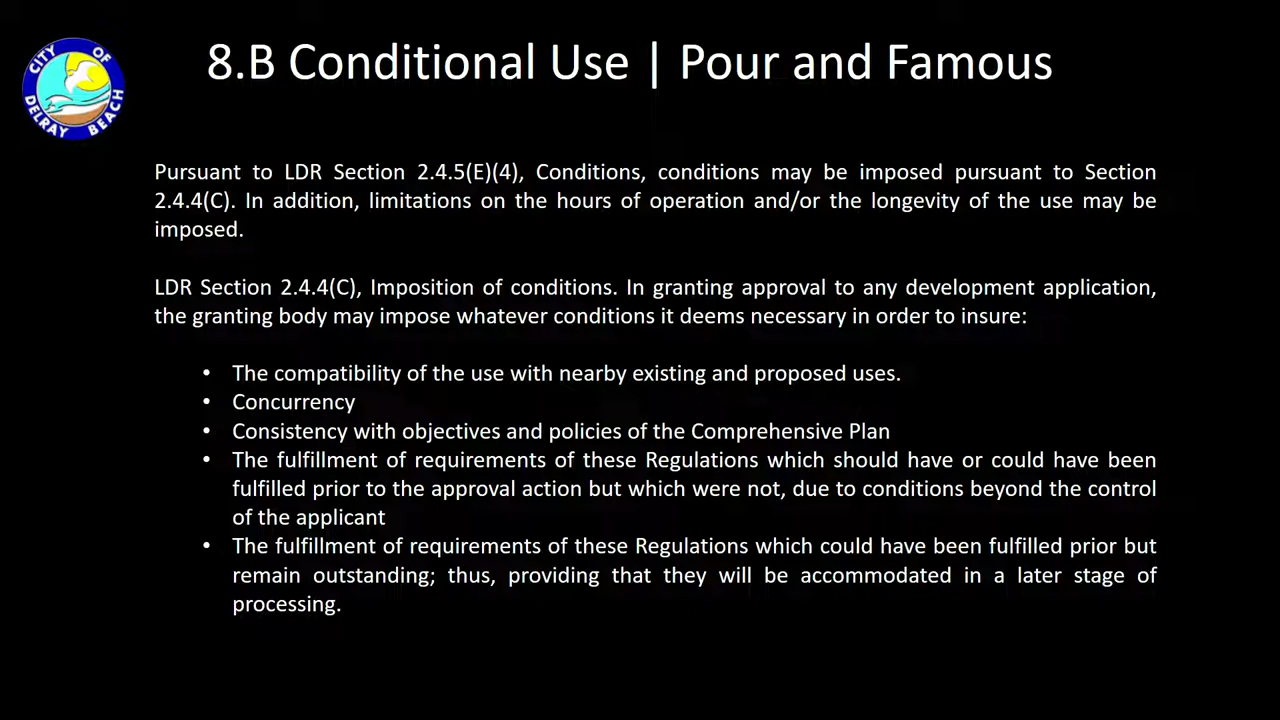 CITY OF
DELRAY BEACH
8.B Conditional Use | Pour and Famous
Pursuant to LDR Section 2.4.5(E)(4), Conditions, conditions may be imposed pursuant to Section
2.4.4(C). In addition, limitations on the hours of operation and/or the longevity of the use may be
imposed.
LDR Section 2.4.4(C), Imposition of conditions. In granting approval to any development application,
the granting body may impose whatever conditions it deems necessary in order to insure:
• The compatibility of the use with nearby existing and proposed uses.
• Concurrency
• Consistency with objectives and policies of the Comprehensive Plan
• The fulfillment of requirements of these Regulations which should have or could have been
fulfilled prior to the approval action but which were not, due to conditions beyond the control
of the applicant
• The fulfillment of requirements of these Regulations which could have been fulfilled prior but
remain outstanding; thus, providing that they will be accommodated in a later stage of
processing.